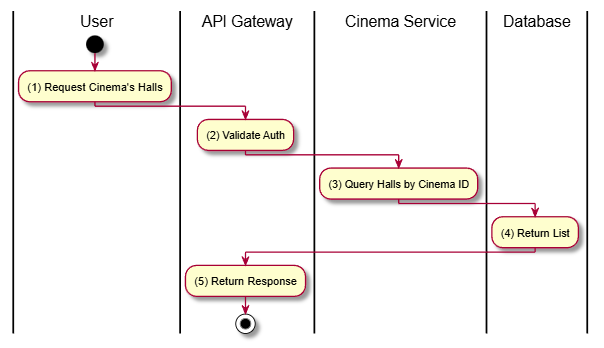 User
API Gateway
Cinema Service
Database
(1) Request Cinema's Halls
(2) Validate Auth
(3) Query Halls by Cinema ID
(4) Return List
(5) Return Response